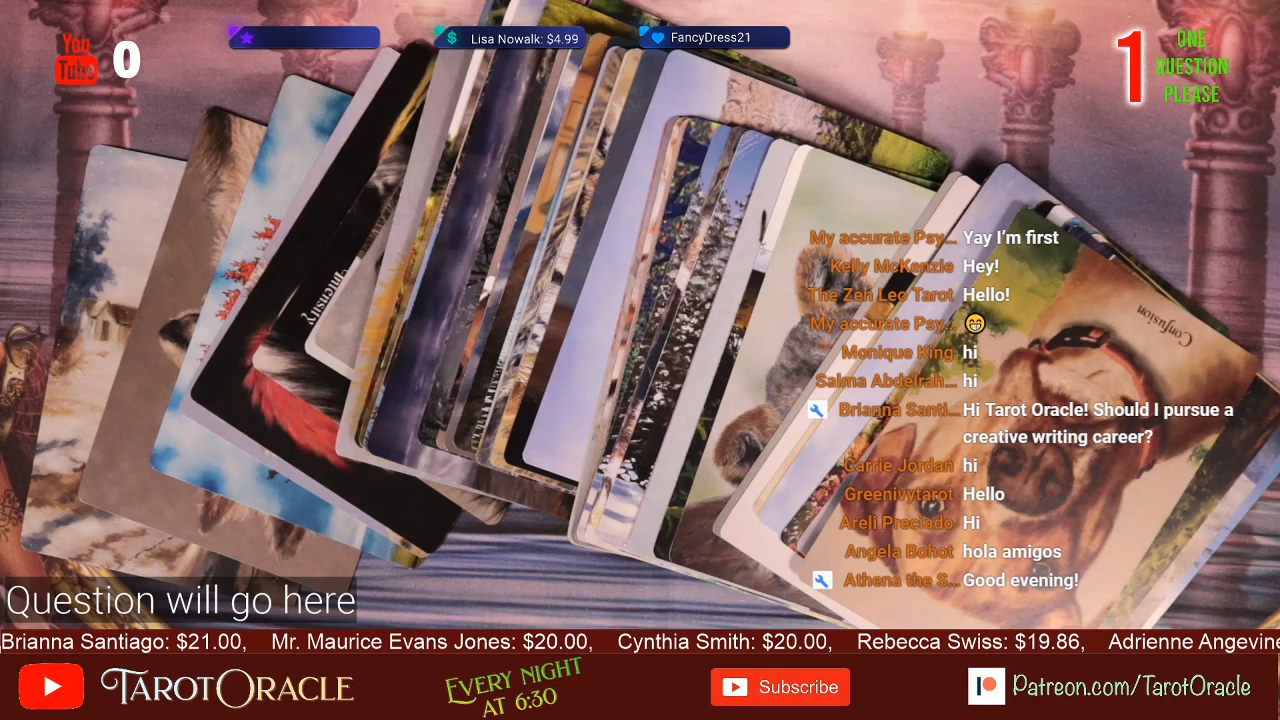 You
Tube
0
Lisa Nowalk: $4.99
FancyDress21
1
ONE
QUESTION
PLEASE
Intensity
Confusion
My accurate Psy... Yay I'm first
Kelly McKenzie Hey!
The Zen Leo Tarot Hello!
My accurate Psy... 😁
Monique King hi
Salma Abdelrah... hi
Brianna Santi... Hi Tarot Oracle! Should I pursue a
creative writing career?
Carrie Jordan hi
Greenivytarot Hello
Areli Preciado Hi
Angela Bohot hola amigos
Athena the S... Good evening!
Question will go here
Brianna Santiago: $21.00, Mr. Maurice Evans Jones: $20.00, Cynthia Smith: $20.00, Rebecca Swiss: $19.86, Adrienne Angevine
TAROTORACLE
EVERY NIGHT
AT 6:30
Subscribe
Patreon.com/TarotOracle